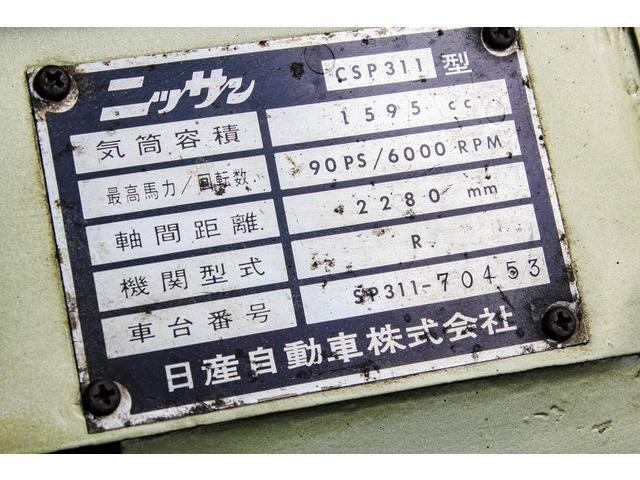 ニッサン CSP311 型
気筒容積 1595 cc
最高馬力/回転数 90PS/6000 RPM
軸間距離 2280 mm
機関型式 R
車台番号 SP311-70453
日産自動車株式会社